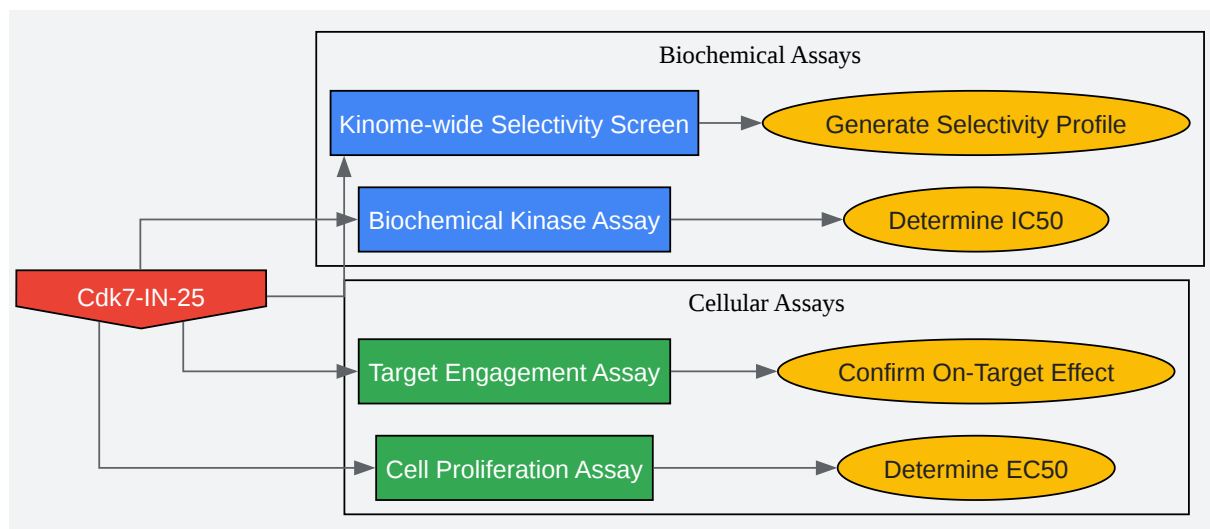 Biochemical Assays
Kinome-wide Selectivity Screen
Generate Selectivity Profile
Biochemical Kinase Assay
Determine IC50
Cdk7-IN-25
Cellular Assays
Target Engagement Assay
Confirm On-Target Effect
Cell Proliferation Assay
Determine EC50